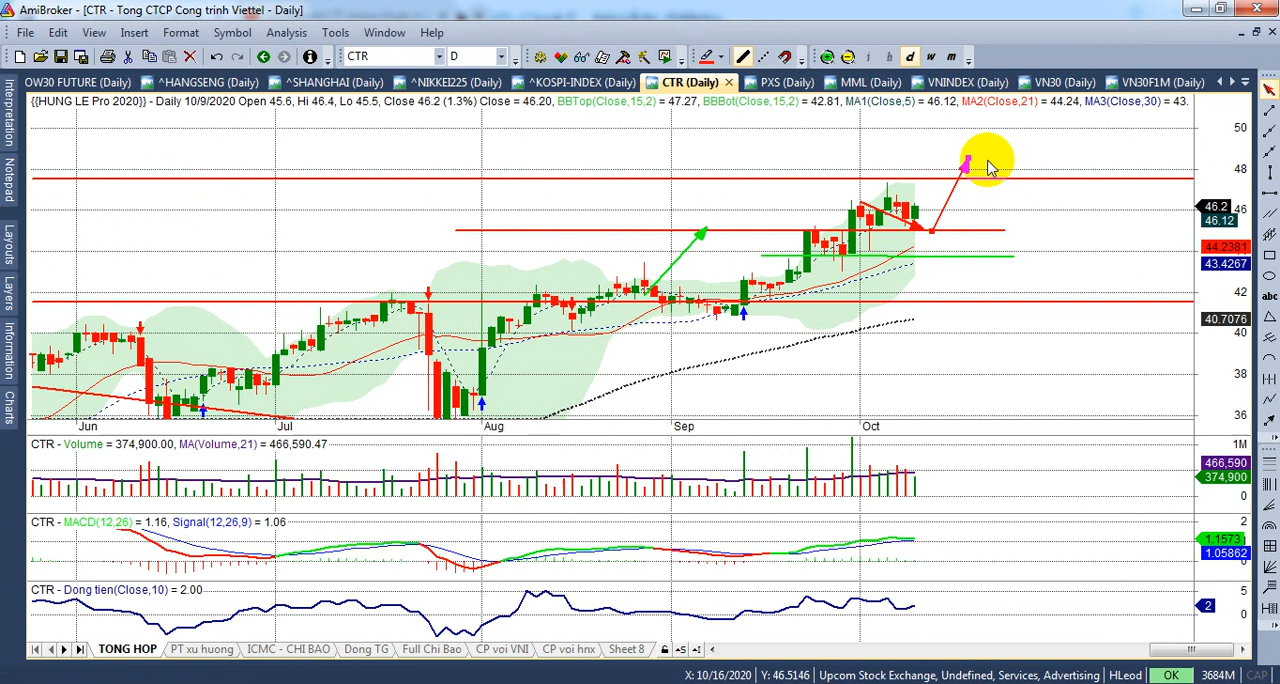 AmiBroker - [CTR - Tong CTCP Cong trinh Viettel - Daily]
File Edit View Insert Format Symbol Analysis Tools Window Help
CTR D i h d w m
OW30 FUTURE (Daily) ^HANGSENG (Daily) ^SHANGHAI (Daily) ^NIKKEI225 (Daily) ^KOSPI-INDEX (Daily) CTR (Daily) PXS (Daily) MML (Daily) VNINDEX (Daily) VN30 (Daily) VN30F1M (Daily)
{{HUNG LE Pro 2020}} - Daily 10/9/2020 Open 45.6, Hi 46.4, Lo 45.5, Close 46.2 (1.3%) Close = 46.20, BBTop(Close,15,2) = 47.27, BBBot(Close,15,2) = 42.81, MA1(Close,5) = 46.12, MA2(Close,21) = 44.24, MA3(Close,30) = 43.
Interpretation
Notepad
Layouts
Layers
Information
Charts
abc
50
48
46.2
46
46.12
44.2381
43.4267
42
40.7076
40
38
36
Jun Jul Aug Sep Oct
CTR - Volume = 374,900.00, MA(Volume,21) = 466,590.47
1M
466,590
374,900
0
CTR - MACD(12,26) = 1.16, Signal(12,26,9) = 1.06
2
1.1573
1.05862
0
CTR - Dong tien(Close,10) = 2.00
5
2
0
TONG HOP PT xu huong ICMC - CHI BAO Dong TG Full Chi Bao CP voi VNI CP voi hnx Sheet 8
X: 10/16/2020 Y: 46.5146 Upcom Stock Exchange, Undefined, Services, Advertising HLeod OK 3684M CAP